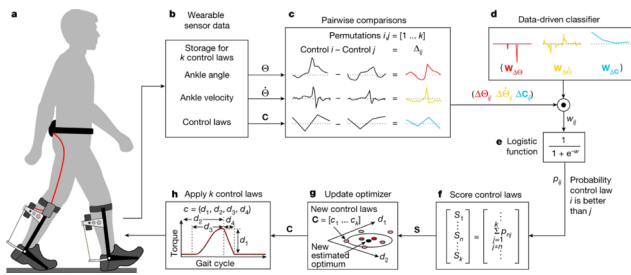 a
b
Wearable
sensor data
Storage for
k control laws
Ankle angle
Ankle velocity
Control laws
Θ
Θ̇
C
c
Pairwise comparisons
Permutations i,j = [1 ... k]
Control i – Control j = Δij
– =
– =
– =
d
Data-driven classifier
(WΔΘ WΔΘ̇ WΔC)
(ΔΘij ΔΘ̇ij ΔCij)
wij
e
Logistic
function
1
1 + e–w
pij
Probability
control law
i is better
than j
f
Score control laws
S1
⋮
Sn
⋮
Sk
=
k
Σ pnj
j=1
j≠n
S
g
Update optimizer
New control laws
C = [c1 ... ck]
d1
d2
New
estimated
optimum
C
h
Apply k control laws
c = (d1, d2, d3, d4)
d2
d3
d4
d1
Torque
Gait cycle